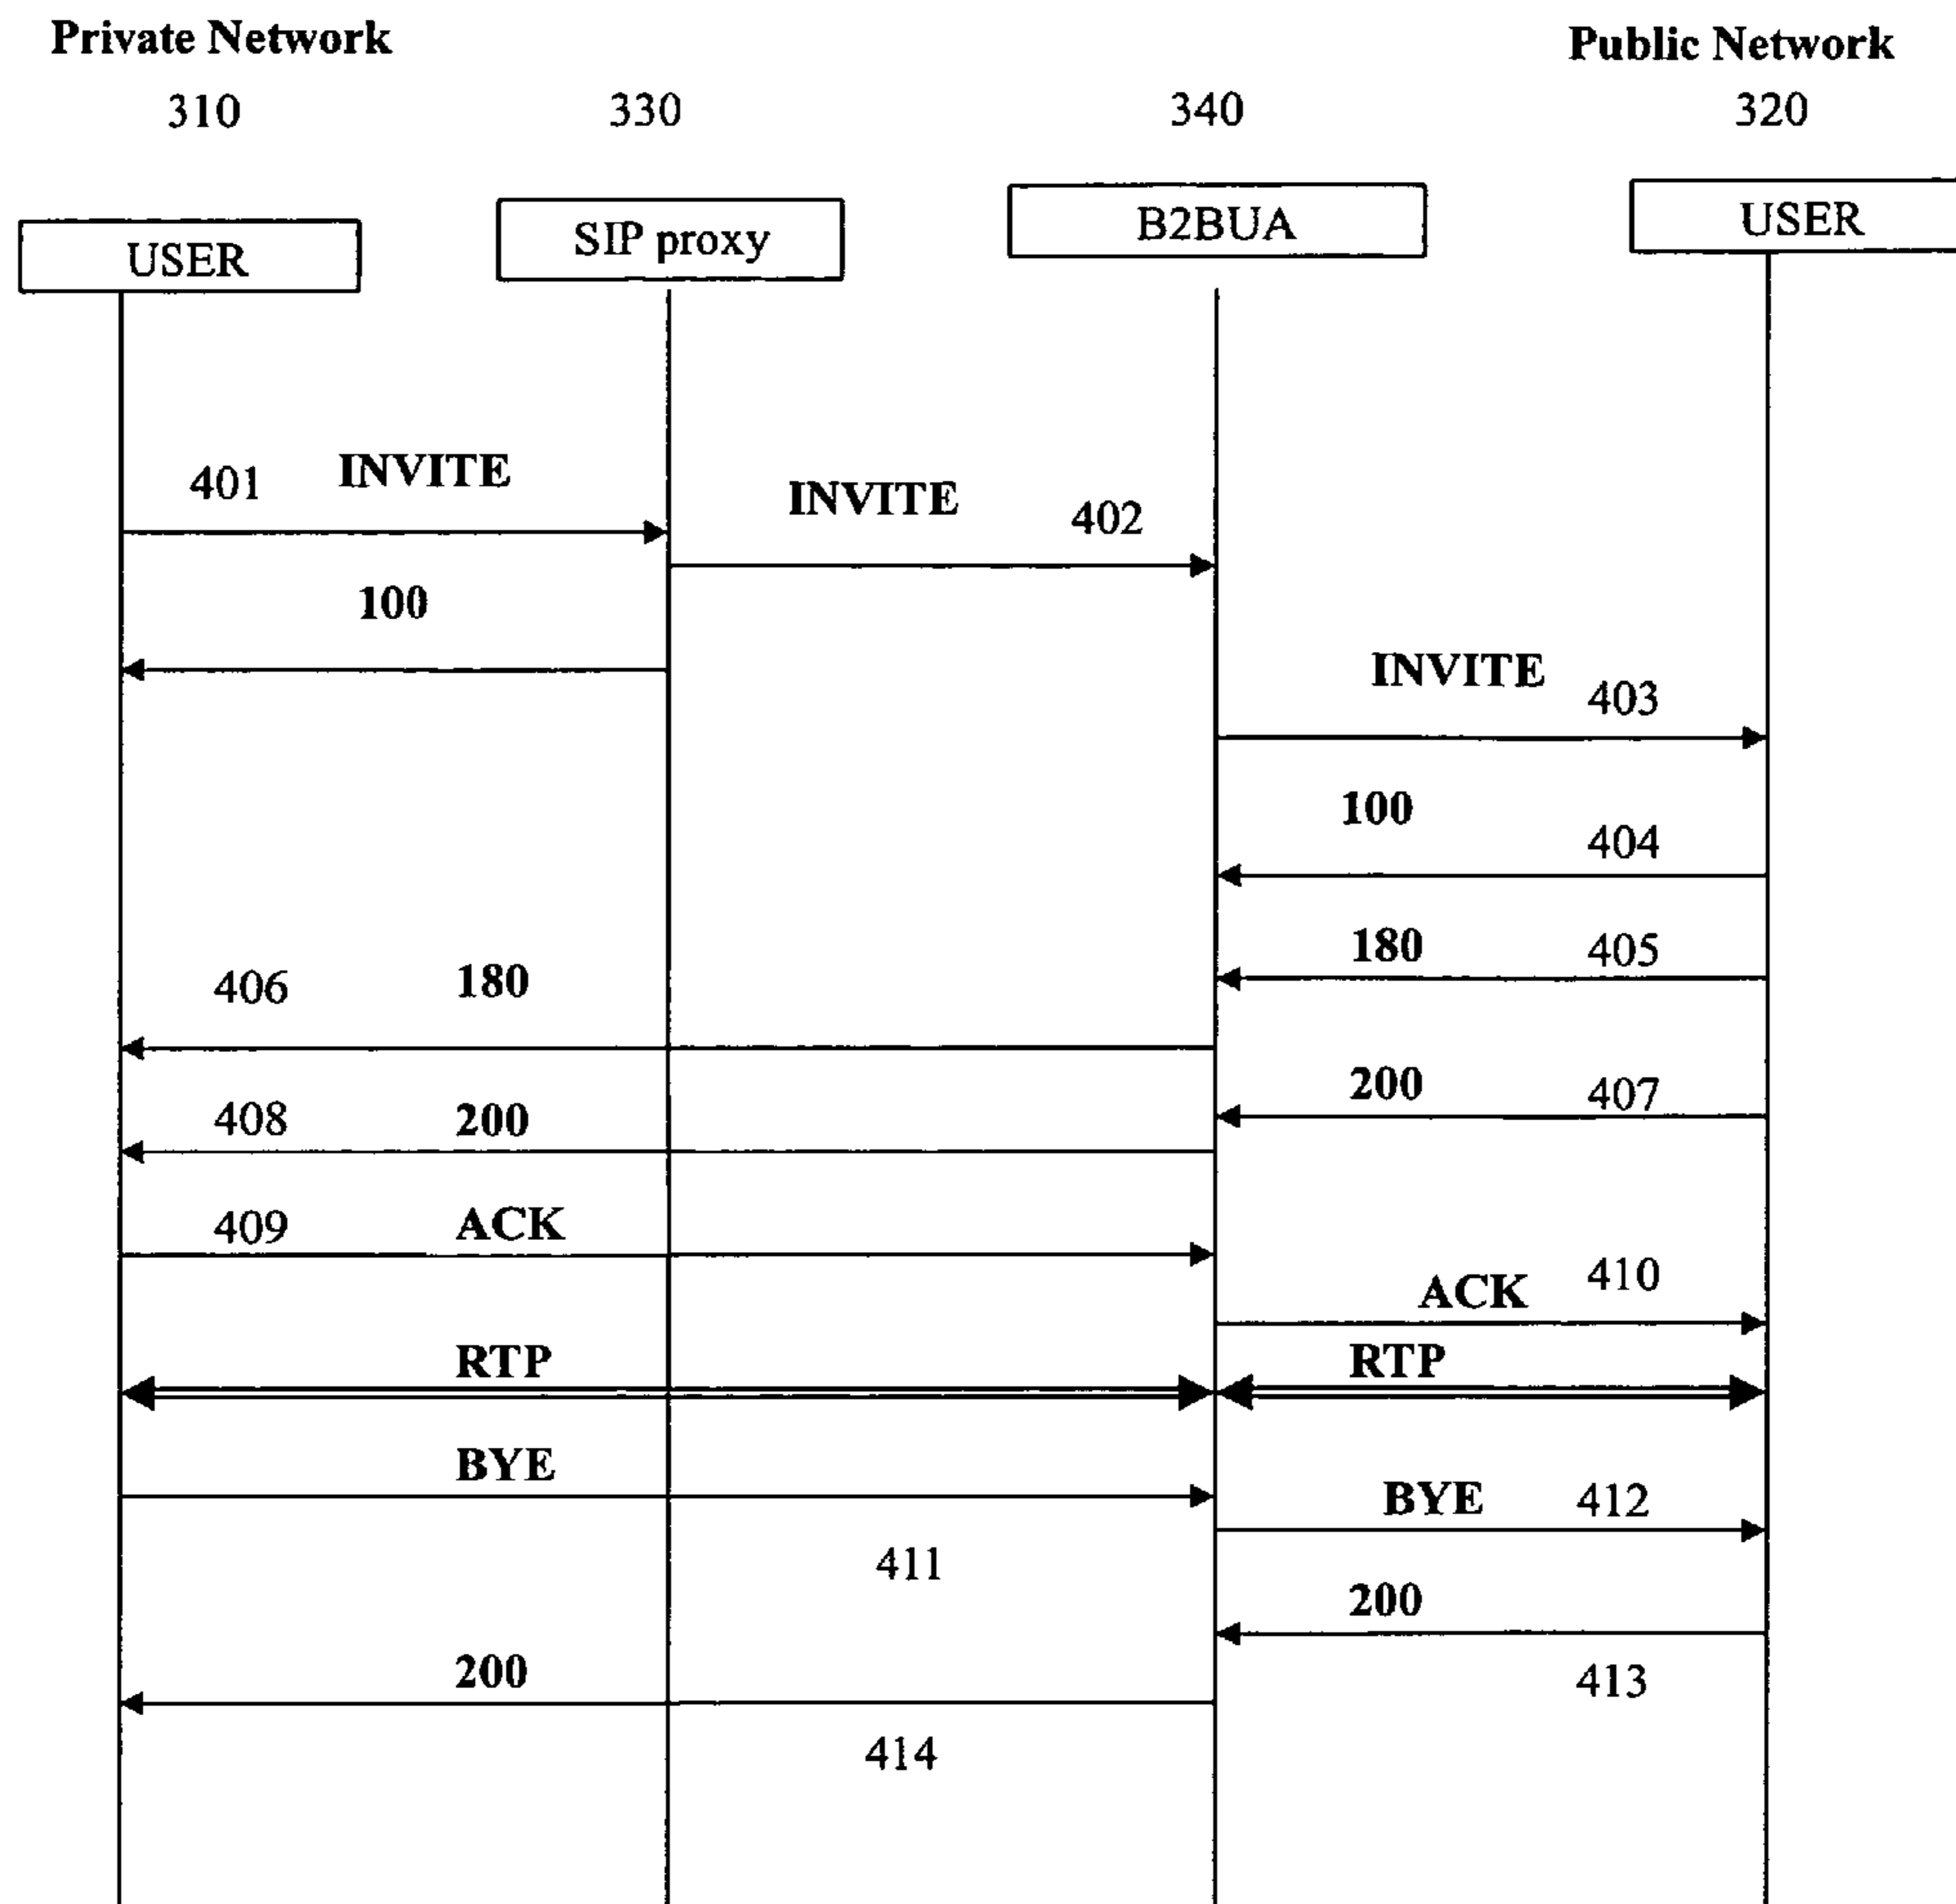 Private Network
Public Network
310
330
340
320
USER
SIP proxy
B2BUA
USER
401
INVITE
INVITE
402
100
INVITE
403
100
404
180
405
406
180
200
407
408
200
409
ACK
ACK
410
RTP
RTP
BYE
BYE
412
411
200
200
413
414